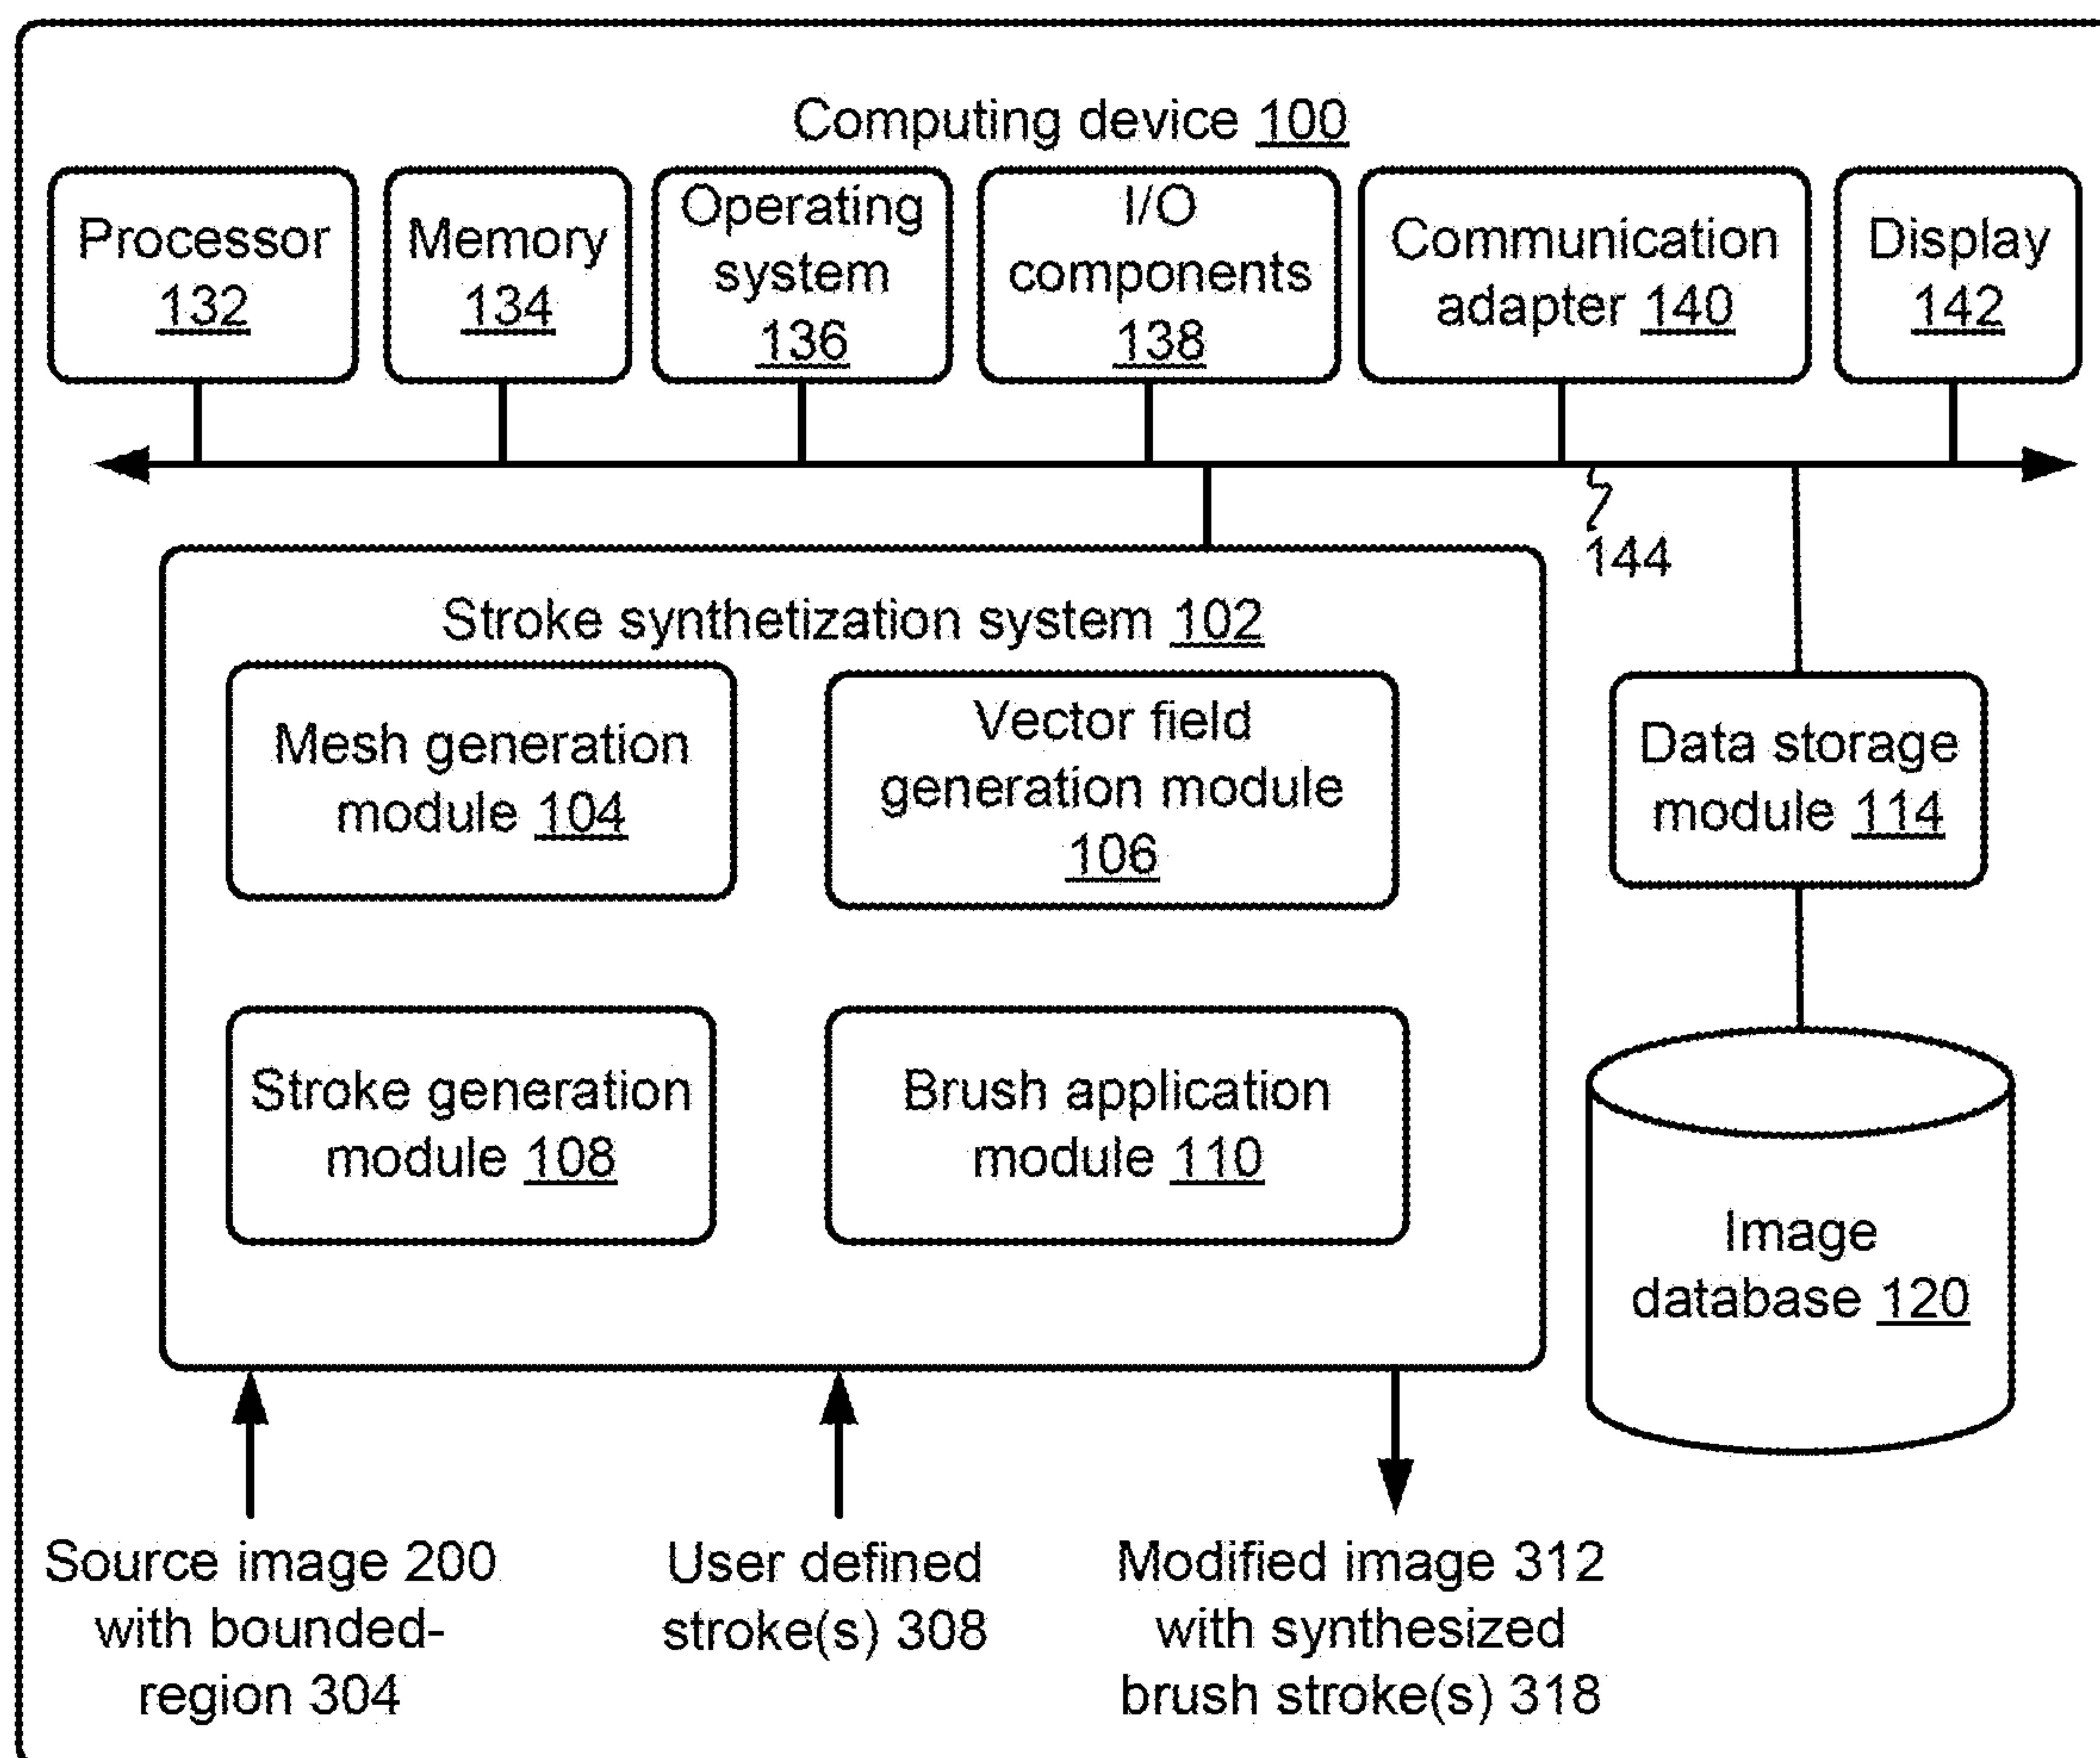 Computing device 100
Processor
132
Memory
134
Operating
system
136
I/O
components
138
Communication
adapter 140
Display
142
144
Stroke synthetization system 102
Mesh generation
module 104
Vector field
generation module
106
Stroke generation
module 108
Brush application
module 110
Data storage
module 114
Image
database 120
Source image 200
with bounded-
region 304
User defined
stroke(s) 308
Modified image 312
with synthesized
brush stroke(s) 318